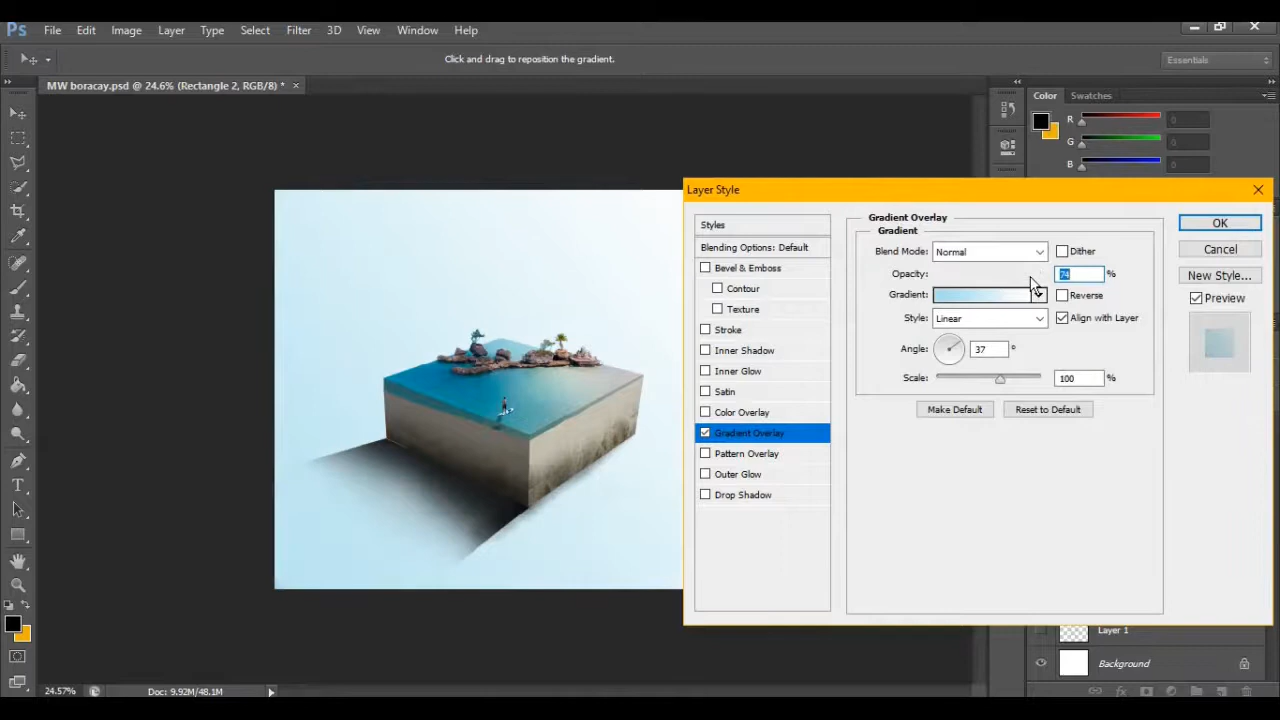 Ps File Edit Image Layer Type Select Filter 3D View Window Help
Click and drag to reposition the gradient.
Essentials
MW boracay.psd @ 24.6% (Rectangle 2, RGB/8) *
Color Swatches
R 0
G 0
B 0
Layer Style
Styles
Blending Options: Default
Bevel & Emboss
Contour
Texture
Stroke
Inner Shadow
Inner Glow
Satin
Color Overlay
Gradient Overlay
Pattern Overlay
Outer Glow
Drop Shadow
Gradient Overlay
Gradient
Blend Mode: Normal Dither
Opacity: 74 %
Gradient: Reverse
Style: Linear Align with Layer
Angle: 37 °
Scale: 100 %
Make Default Reset to Default
OK
Cancel
New Style...
Preview
Layer 1
Background
24.57% Doc: 9.92M/48.1M